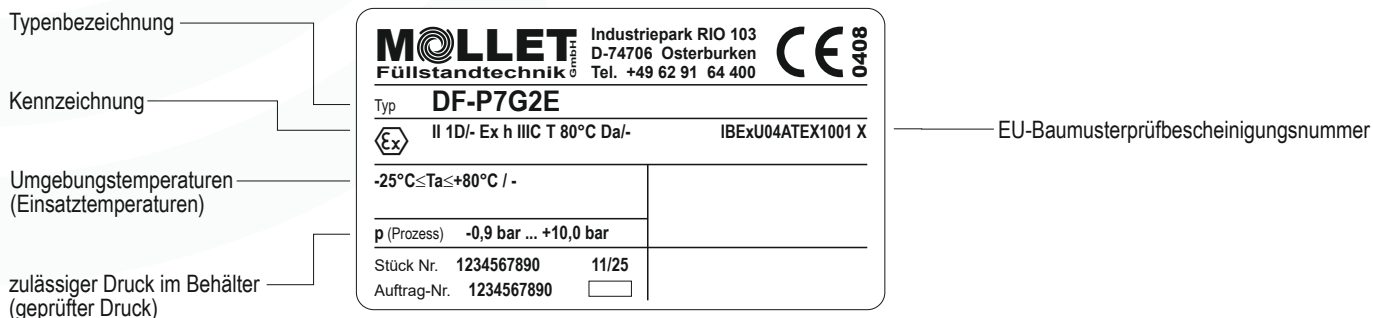 Typenbezeichnung
Kennzeichnung
Umgebungstemperaturen
(Einsatztemperaturen)
zulässiger Druck im Behälter
(geprüfter Druck)
MOLLET
Füllstandtechnik GmbH
Industriepark RIO 103
D-74706 Osterburken
Tel. +49 62 91 64 400
CE 0408
Typ DF-P7G2E
Ex II 1D/- Ex h IIIC T 80°C Da/- IBExU04ATEX1001 X
-25°C≤Ta≤+80°C / -
p (Prozess) -0,9 bar ... +10,0 bar
Stück Nr. 1234567890 11/25
Auftrag-Nr. 1234567890
EU-Baumusterprüfbescheinigungsnummer